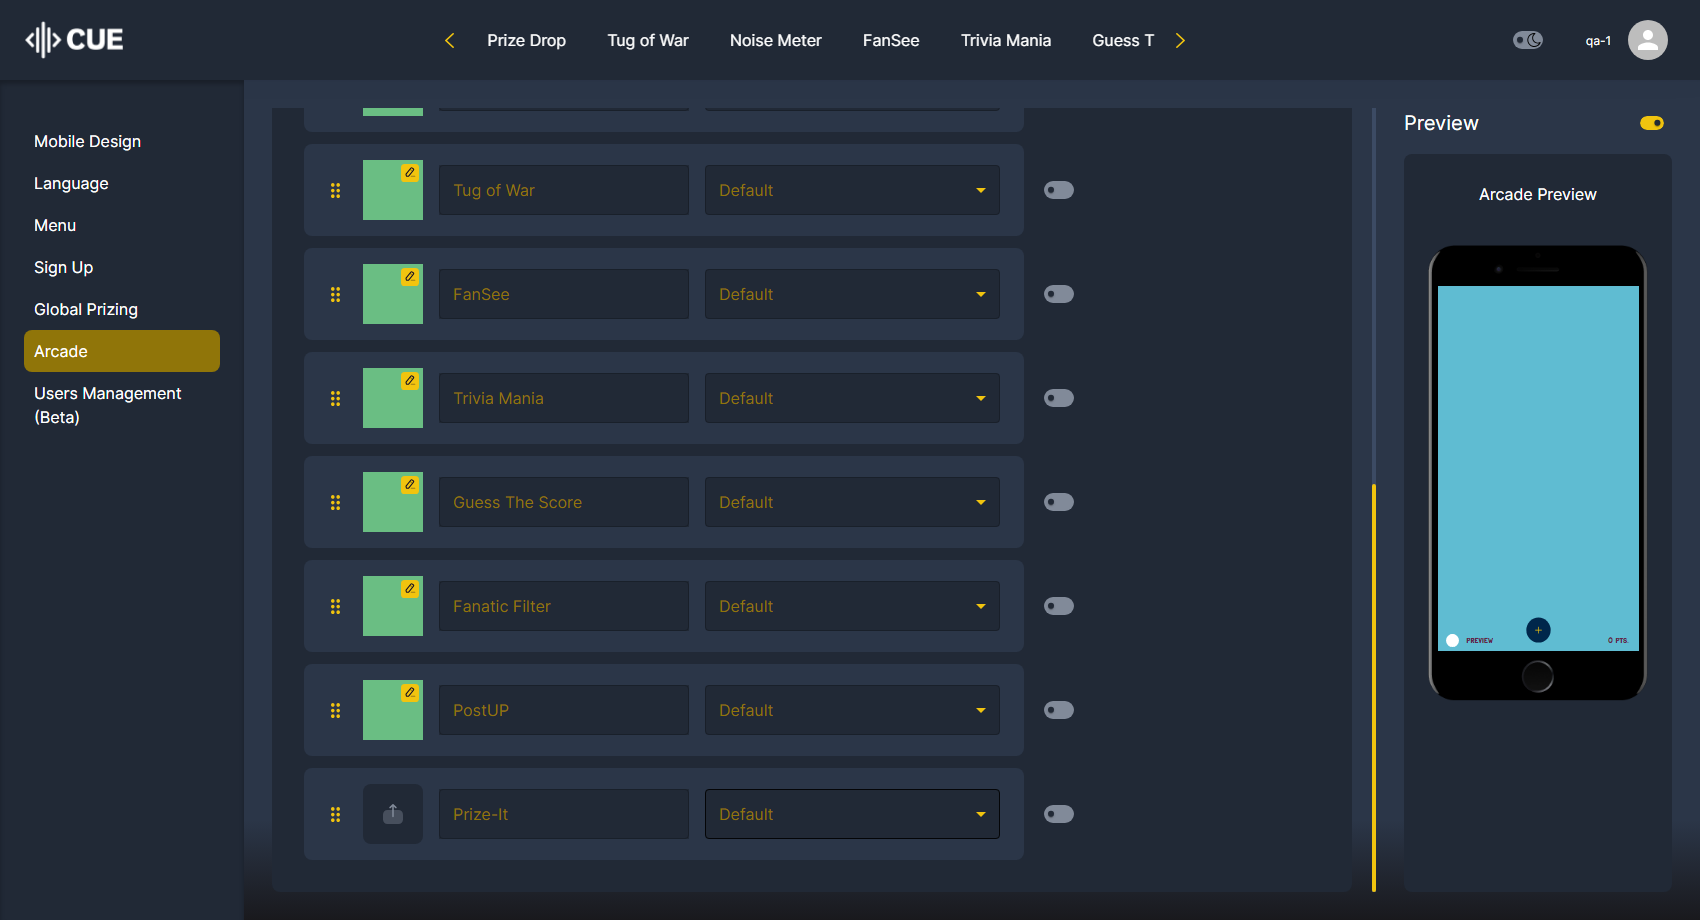 CUE
Prize Drop
Tug of War
Noise Meter
FanSee
Trivia Mania
Guess T
qa-1
Mobile Design
Language
Menu
Sign Up
Global Prizing
Arcade
Users Management
(Beta)
Tug of War
Default
FanSee
Default
Trivia Mania
Default
Guess The Score
Default
Fanatic Filter
Default
PostUP
Default
Prize-It
Default
Preview
Arcade Preview
PREVIEW
+
0 PTS.